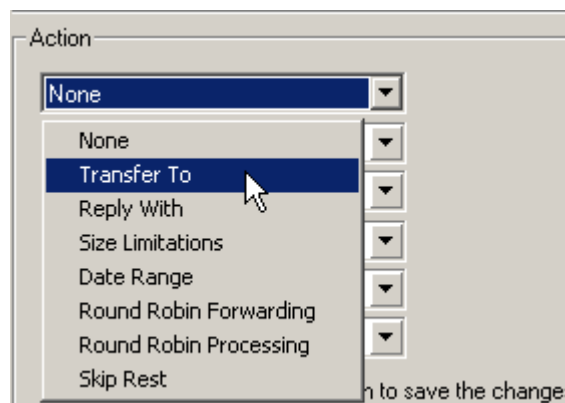 Action
None
None
Transfer To
Reply With
Size Limitations
Date Range
Round Robin Forwarding
Round Robin Processing
Skip Rest
to save the change